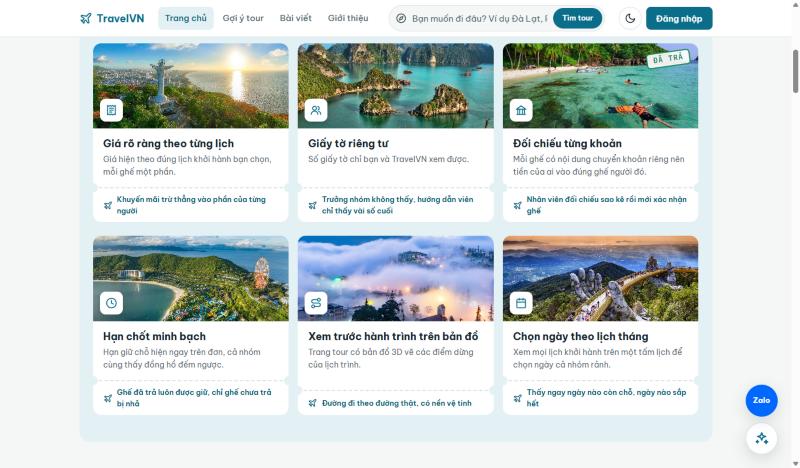 TravelVN
Trang chủ
Gợi ý tour
Bài viết
Giới thiệu
Bạn muốn đi đâu? Ví dụ Đà Lạt, F
Tìm tour
Đăng nhập
ĐÃ TRẢ
Giá rõ ràng theo từng lịch
Giá hiện theo đúng lịch khởi hành bạn chọn,
mỗi ghế một phần.
Khuyến mãi trừ thẳng vào phần của từng
người
Giấy tờ riêng tư
Số giấy tờ chỉ bạn và TravelVN xem được.
Trưởng nhóm không thấy, hướng dẫn viên
chỉ thấy vài số cuối
Đối chiếu từng khoản
Mỗi ghế có nội dung chuyển khoản riêng nên
tiền của ai vào đúng ghế người đó.
Nhân viên đối chiếu sao kê rồi mới xác nhận
ghế
Hạn chốt minh bạch
Hạn giữ chỗ hiện ngay trên đơn, cả nhóm
cùng thấy đồng hồ đếm ngược.
Ghế đã trả luôn được giữ, chỉ ghế chưa trả
bị nhả
Xem trước hành trình trên bản đồ
Trang tour có bản đồ 3D vẽ các điểm dừng
của lịch trình.
Đường đi theo đường thật, có nền vệ tinh
Chọn ngày theo lịch tháng
Xem mọi lịch khởi hành trên một tấm lịch để
chọn ngày cả nhóm rảnh.
Thấy ngay ngày nào còn chỗ, ngày nào sắp
hết
Zalo